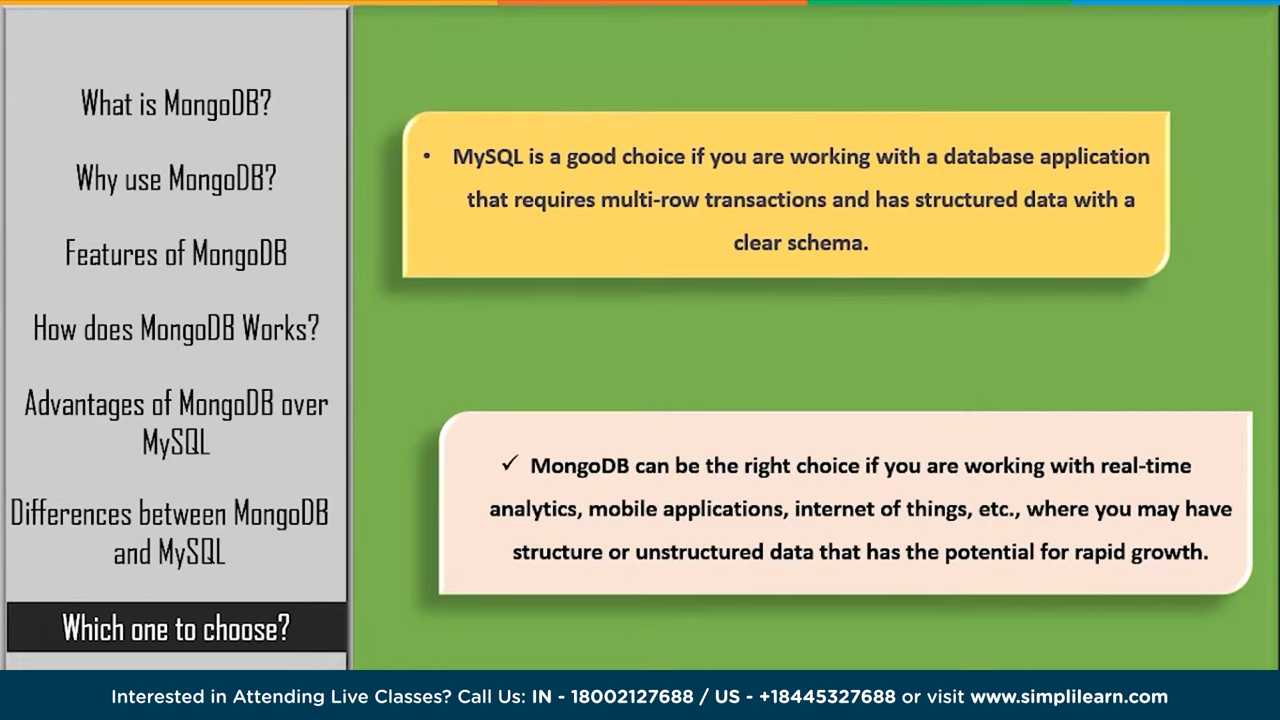 What is MongoDB?
Why use MongoDB?
Features of MongoDB
How does MongoDB Works?
Advantages of MongoDB over
MySQL
Differences between MongoDB
and MySQL
Which one to choose?
• MySQL is a good choice if you are working with a database application
that requires multi-row transactions and has structured data with a
clear schema.
✓ MongoDB can be the right choice if you are working with real-time
analytics, mobile applications, internet of things, etc., where you may have
structure or unstructured data that has the potential for rapid growth.
Interested in Attending Live Classes? Call Us: IN - 18002127688 / US - +18445327688 or visit www.simplilearn.com